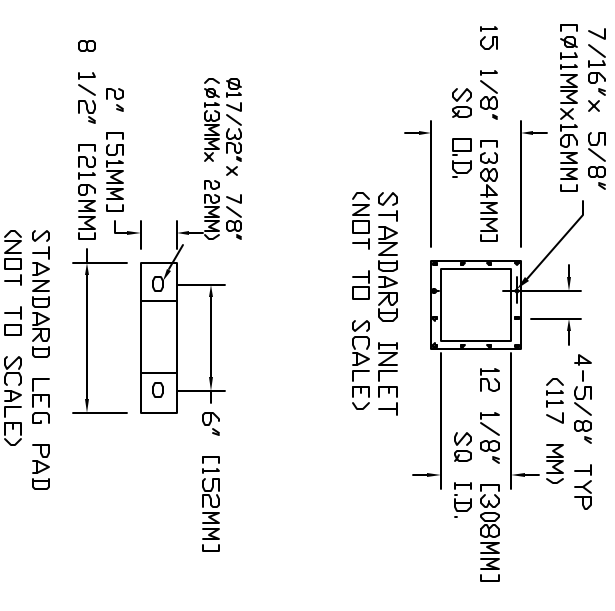 7/16"x 5/8"
[Ø11MMx16MM]
15 1/8" [384MM]
SQ O.D.
4-5/8" TYP
(117 MM)
12 1/8" [308MM]
SQ I.D.
STANDARD INLET
(NOT TO SCALE)
Ø17/32"x 7/8"
(Ø13MMx 22MM)
6" [152MM]
2" [51MM]
8 1/2" [216MM]
STANDARD LEG PAD
(NOT TO SCALE)